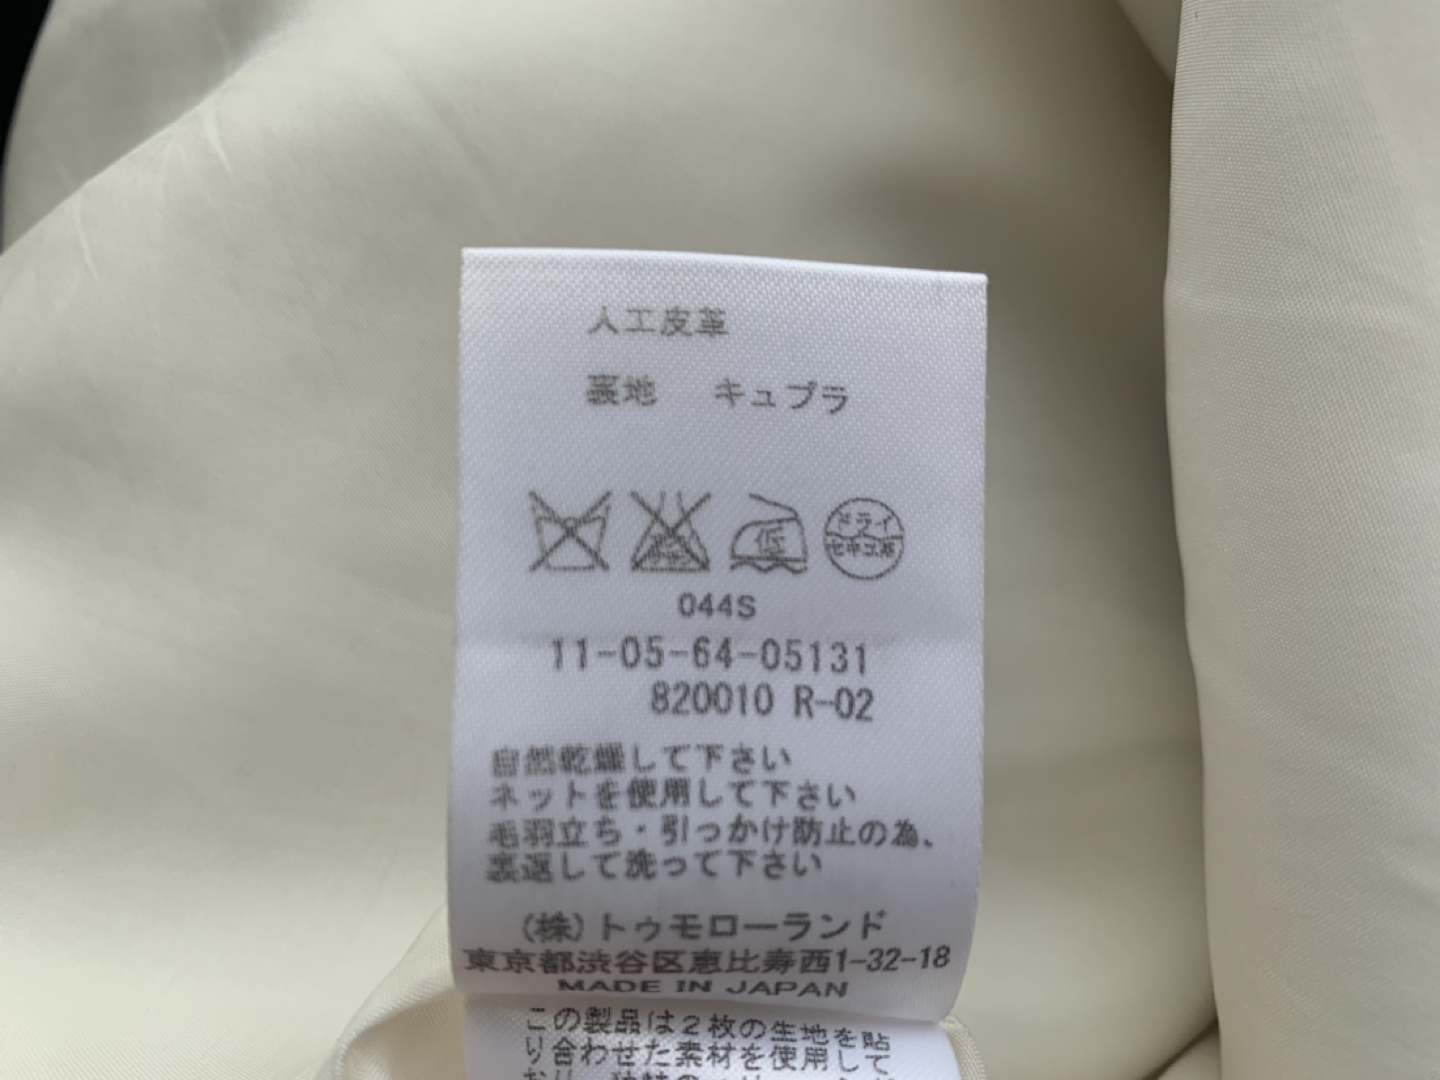 人工皮革
裏地 キュプラ
低
ドライ
セキユ系
044S
11-05-64-05131
820010 R-02
自然乾燥して下さい
ネットを使用して下さい
毛羽立ち・引っかけ防止の為、
裏返して洗って下さい
(株)トゥモローランド
東京都渋谷区恵比寿西1-32-18
MADE IN JAPAN
この製品は2枚の生地を貼
り合わせた素材を使用して